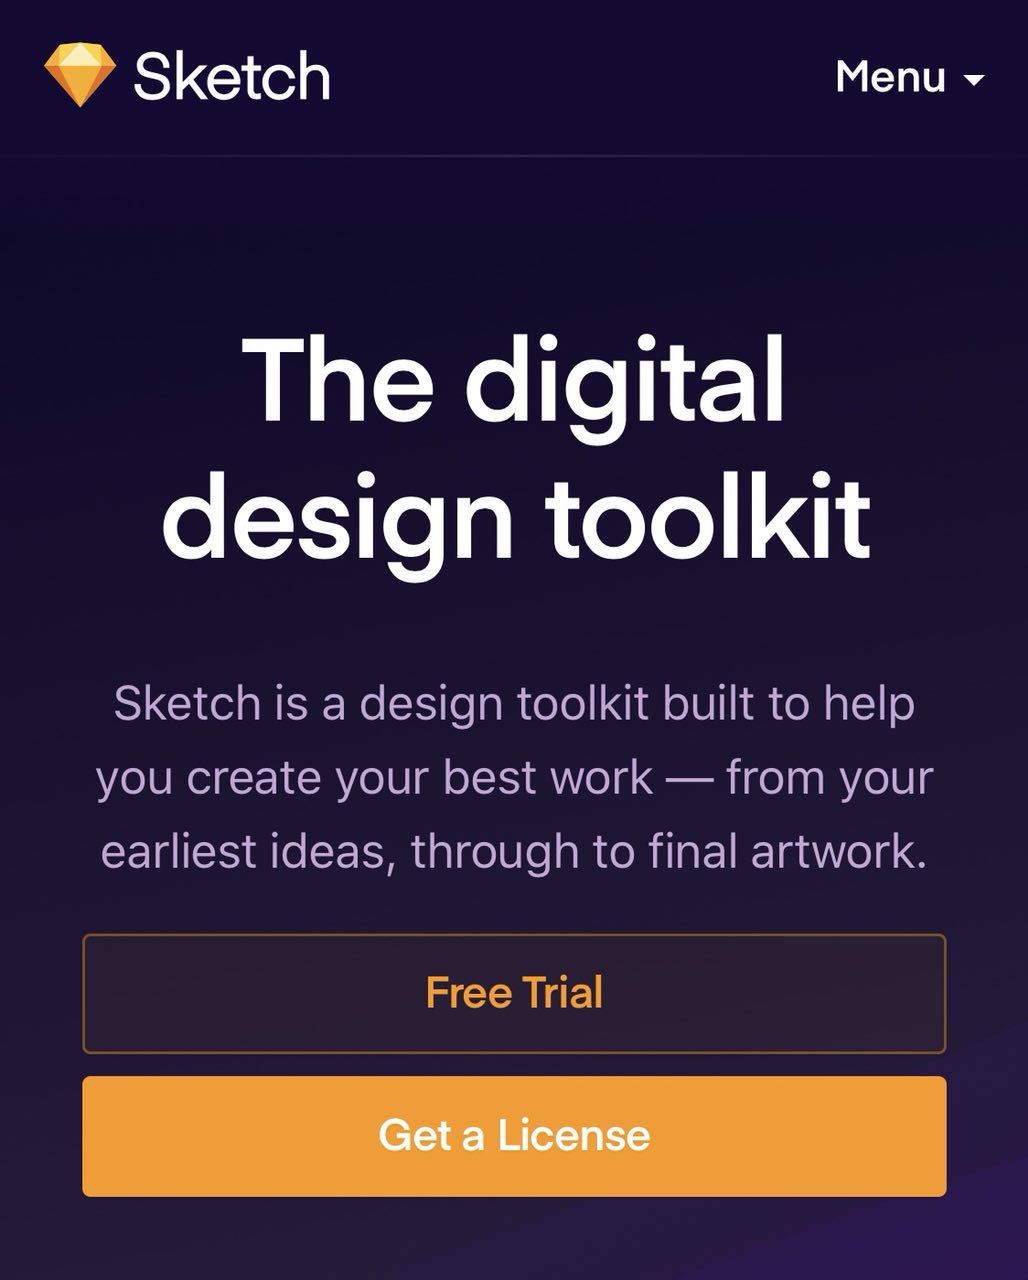 Sketch
Menu
The digital
design toolkit
Sketch is a design toolkit built to help
you create your best work — from your
earliest ideas, through to final artwork.
Free Trial
Get a License